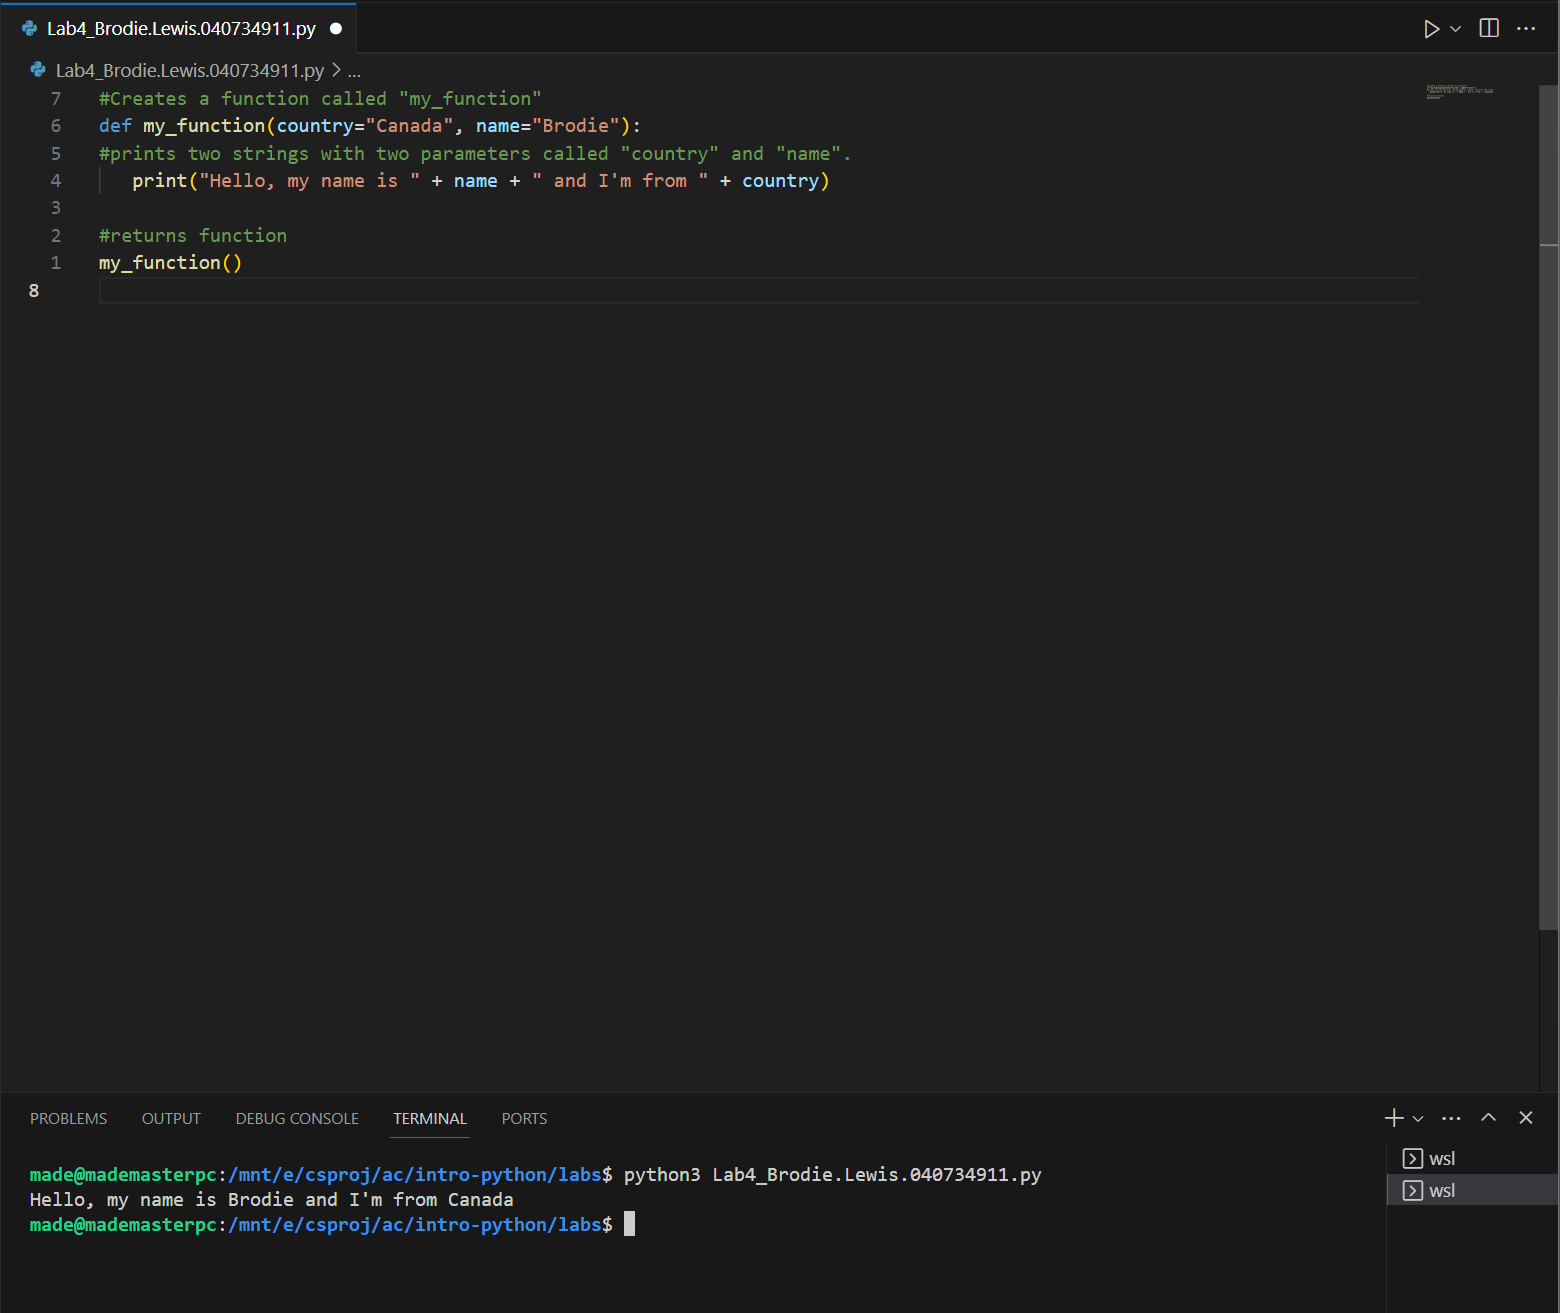 Lab4_Brodie.Lewis.040734911.py
Lab4_Brodie.Lewis.040734911.py > ...
7 #Creates a function called "my_function"
6 def my_function(country="Canada", name="Brodie"):
5 #prints two strings with two parameters called "country" and "name".
4 print("Hello, my name is " + name + " and I'm from " + country)
3
2 #returns function
1 my_function()
8
PROBLEMS OUTPUT DEBUG CONSOLE TERMINAL PORTS
made@mademasterpc:/mnt/e/csproj/ac/intro-python/labs$ python3 Lab4_Brodie.Lewis.040734911.py
Hello, my name is Brodie and I'm from Canada
made@mademasterpc:/mnt/e/csproj/ac/intro-python/labs$
wsl
wsl